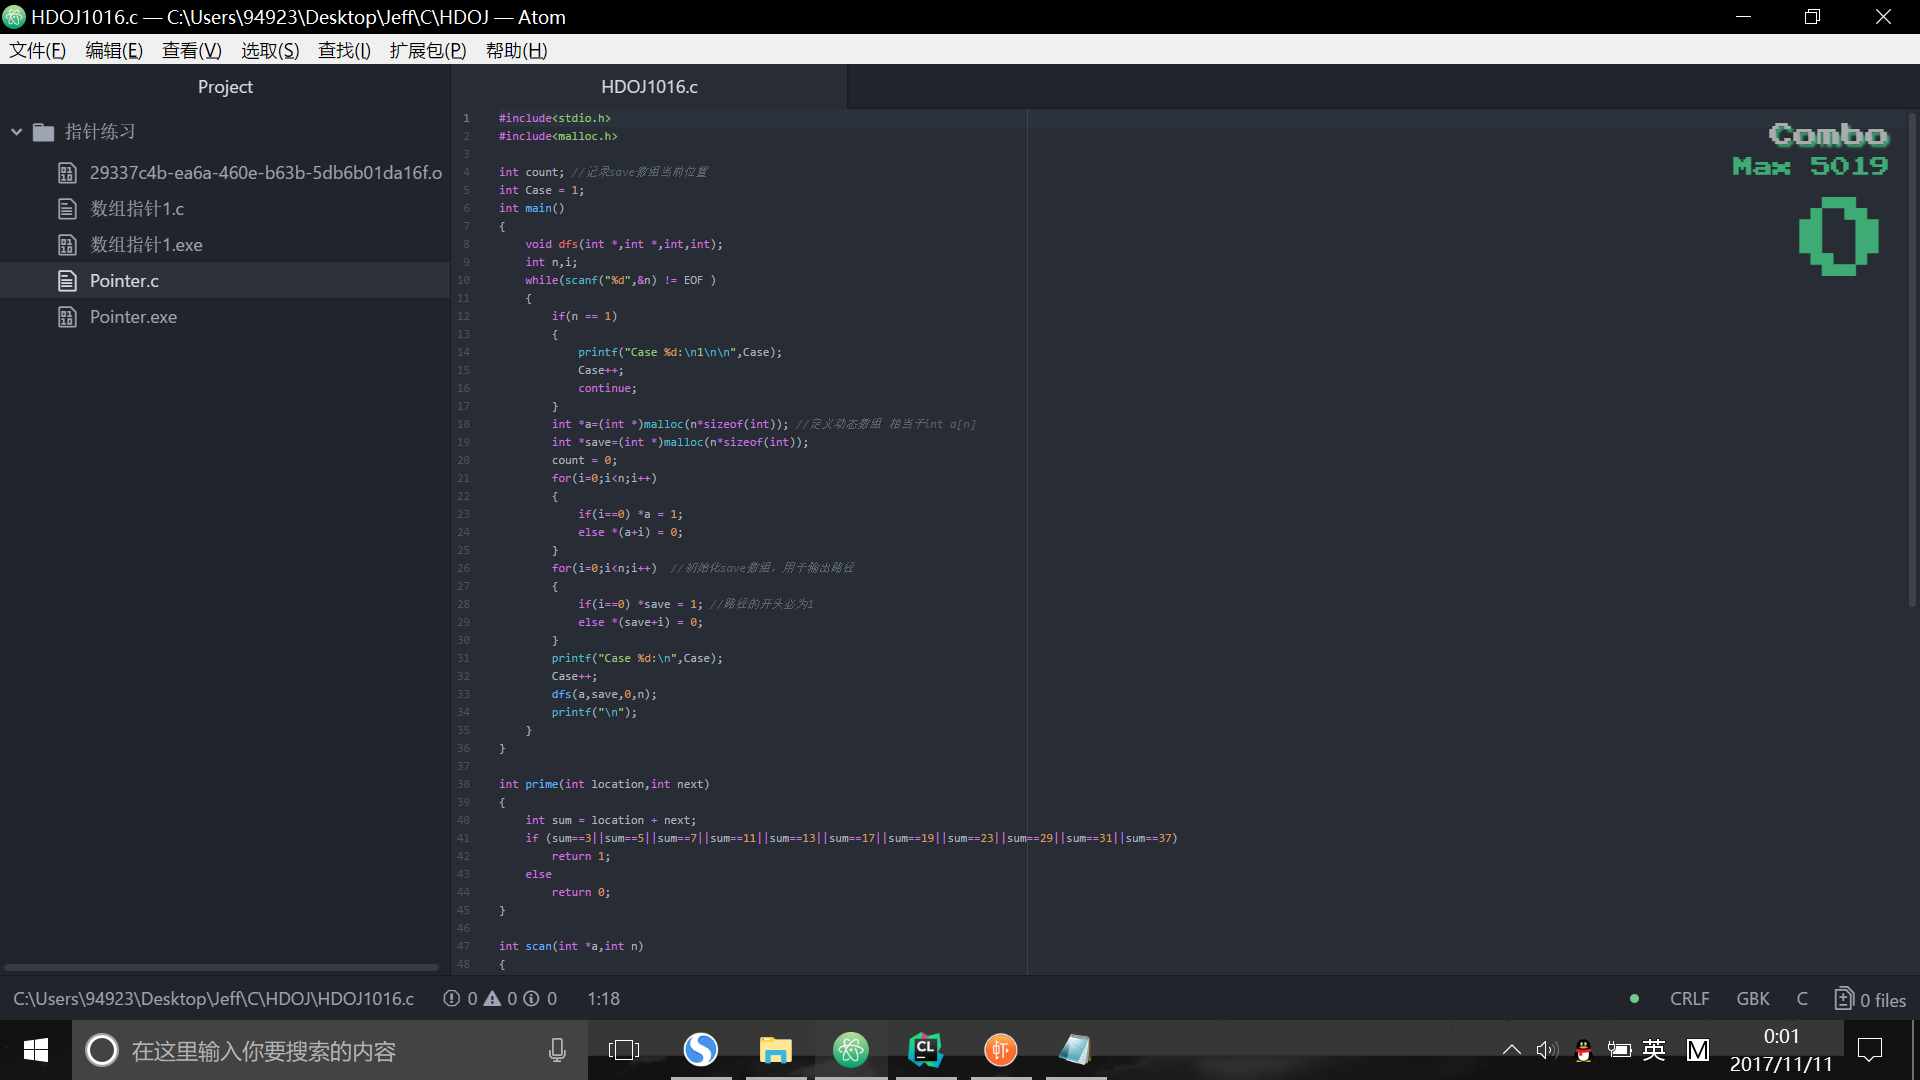 HDOJ1016.c — C:\Users\94923\Desktop\Jeff\C\HDOJ — Atom
文件(F) 编辑(E) 查看(V) 选取(S) 查找(I) 扩展包(P) 帮助(H)
Project
指针练习
29337c4b-ea6a-460e-b63b-5db6b01da16f.o
数组指针1.c
数组指针1.exe
Pointer.c
Pointer.exe
HDOJ1016.c
1 #include<stdio.h>
2 #include<malloc.h>
3
4 int count; //记录save数组当前位置
5 int Case = 1;
6 int main()
7 {
8     void dfs(int *,int *,int,int);
9     int n,i;
10     while(scanf("%d",&n) != EOF )
11     {
12         if(n == 1)
13         {
14             printf("Case %d:\n1\n\n",Case);
15             Case++;
16             continue;
17         }
18         int *a=(int *)malloc(n*sizeof(int)); //定义动态数组 相当于int a[n]
19         int *save=(int *)malloc(n*sizeof(int));
20         count = 0;
21         for(i=0;i<n;i++)
22         {
23             if(i==0) *a = 1;
24             else *(a+i) = 0;
25         }
26         for(i=0;i<n;i++)  //初始化save数组，用于输出路径
27         {
28             if(i==0) *save = 1; //路径的开头必为1
29             else *(save+i) = 0;
30         }
31         printf("Case %d:\n",Case);
32         Case++;
33         dfs(a,save,0,n);
34         printf("\n");
35     }
36 }
37
38 int prime(int location,int next)
39 {
40     int sum = location + next;
41     if (sum==3||sum==5||sum==7||sum==11||sum==13||sum==17||sum==19||sum==23||sum==29||sum==31||sum==37)
42         return 1;
43     else
44         return 0;
45 }
46
47 int scan(int *a,int n)
48 {
Combo
Max 5019
0
C:\Users\94923\Desktop\Jeff\C\HDOJ\HDOJ1016.c 0 0 0 1:18 CRLF GBK C 0 files
在这里输入你要搜索的内容
CL
虾
英
M
0:01
2017/11/11